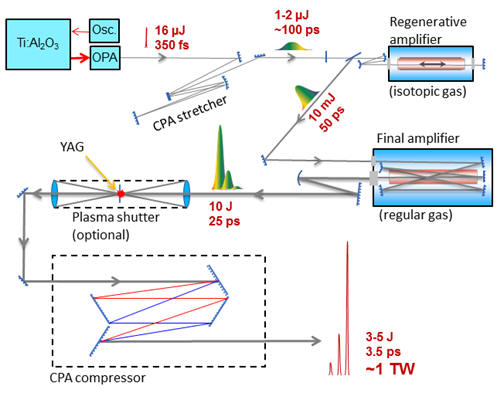 Ti:Al2O3
Osc.
OPA
16 µJ
350 fs
CPA stretcher
1-2 µJ
~100 ps
Regenerative
amplifier
(isotopic gas)
10 mJ
50 ps
Final amplifier
(regular gas)
YAG
Plasma shutter
(optional)
10 J
25 ps
CPA compressor
3-5 J
3.5 ps
~1 TW